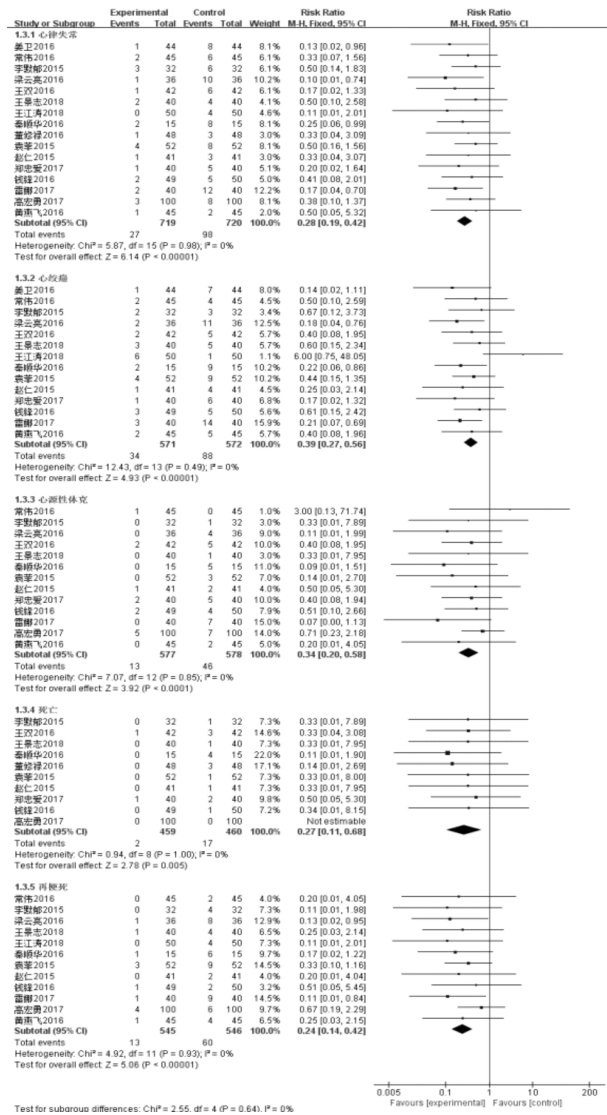 Experimental Control Risk Ratio Risk Ratio
Study or Subgroup Events Total Events Total Weight M-H, Fixed, 95% CI M-H, Fixed, 95% CI
1.3.1 心律失常
姜卫2016 1 44 8 44 8.1% 0.13 [0.02, 0.96]
常伟2016 2 45 6 45 6.1% 0.33 [0.07, 1.56]
李默郁2015 3 32 6 32 6.1% 0.50 [0.14, 1.83]
梁云亮2016 1 36 10 36 10.2% 0.10 [0.01, 0.74]
王双2016 1 42 6 42 6.1% 0.17 [0.02, 1.33]
王景志2018 2 40 4 40 4.1% 0.50 [0.10, 2.58]
王江涛2018 0 50 4 50 4.6% 0.11 [0.01, 2.01]
秦顺华2016 2 15 8 15 8.1% 0.25 [0.06, 0.99]
董修禄2016 1 48 3 48 3.1% 0.33 [0.04, 3.09]
袁苹2015 4 52 8 52 8.1% 0.50 [0.16, 1.56]
赵仁2015 1 41 3 41 3.1% 0.33 [0.04, 3.07]
郑忠爱2017 1 40 5 40 5.1% 0.20 [0.02, 1.64]
钱锋2016 2 49 5 50 5.0% 0.41 [0.08, 2.01]
雷娜2017 2 40 12 40 12.2% 0.17 [0.04, 0.70]
高宏勇2017 3 100 8 100 8.1% 0.38 [0.10, 1.37]
黄燕飞2016 1 45 2 45 2.0% 0.50 [0.05, 5.32]
Subtotal (95% CI) 719 720 100.0% 0.28 [0.19, 0.42]
Total events 27 98
Heterogeneity: Chi² = 5.87, df = 15 (P = 0.98); I² = 0%
Test for overall effect: Z = 6.14 (P < 0.00001)
1.3.2 心绞痛
姜卫2016 1 44 7 44 7.9% 0.14 [0.02, 1.11]
常伟2016 2 45 4 45 4.5% 0.50 [0.10, 2.59]
李默郁2015 2 32 3 32 3.4% 0.67 [0.12, 3.73]
梁云亮2016 2 36 11 36 12.5% 0.18 [0.04, 0.76]
王双2016 2 42 5 42 5.7% 0.40 [0.08, 1.95]
王景志2018 3 40 5 40 5.7% 0.60 [0.15, 2.34]
王江涛2018 6 50 1 50 1.1% 6.00 [0.75, 48.05]
秦顺华2016 2 15 9 15 10.2% 0.22 [0.06, 0.86]
袁苹2015 4 52 9 52 10.2% 0.44 [0.15, 1.35]
赵仁2015 1 41 4 41 4.5% 0.25 [0.03, 2.14]
郑忠爱2017 1 40 6 40 6.8% 0.17 [0.02, 1.32]
钱锋2016 3 49 5 50 5.6% 0.61 [0.15, 2.42]
雷娜2017 3 40 14 40 15.9% 0.21 [0.07, 0.69]
黄燕飞2016 2 45 5 45 5.7% 0.40 [0.08, 1.96]
Subtotal (95% CI) 571 572 100.0% 0.39 [0.27, 0.56]
Total events 34 88
Heterogeneity: Chi² = 12.43, df = 13 (P = 0.49); I² = 0%
Test for overall effect: Z = 4.93 (P < 0.00001)
1.3.3 心源性休克
常伟2016 1 45 0 45 1.0% 3.00 [0.13, 71.74]
李默郁2015 0 32 1 32 3.0% 0.33 [0.01, 7.89]
梁云亮2016 0 36 4 36 9.1% 0.11 [0.01, 1.99]
王双2016 2 42 5 42 10.1% 0.40 [0.08, 1.95]
王景志2018 0 40 1 40 3.0% 0.33 [0.01, 7.95]
秦顺华2016 0 15 5 15 11.1% 0.09 [0.01, 1.51]
袁苹2015 0 52 3 52 7.1% 0.14 [0.01, 2.70]
赵仁2015 1 41 2 41 4.0% 0.50 [0.05, 5.30]
郑忠爱2017 2 40 5 40 10.1% 0.40 [0.08, 1.94]
钱锋2016 2 49 4 50 8.0% 0.51 [0.10, 2.66]
雷娜2017 0 40 7 40 15.1% 0.07 [0.00, 1.13]
高宏勇2017 5 100 7 100 14.1% 0.71 [0.23, 2.18]
黄燕飞2016 0 45 2 45 5.0% 0.20 [0.01, 4.05]
Subtotal (95% CI) 577 578 100.0% 0.34 [0.20, 0.58]
Total events 13 46
Heterogeneity: Chi² = 7.07, df = 12 (P = 0.85); I² = 0%
Test for overall effect: Z = 3.92 (P < 0.0001)
1.3.4 死亡
李默郁2015 0 32 1 32 7.3% 0.33 [0.01, 7.89]
王双2016 1 42 3 42 14.6% 0.33 [0.04, 3.08]
王景志2018 0 40 1 40 7.3% 0.33 [0.01, 7.95]
秦顺华2016 0 15 4 15 22.0% 0.11 [0.01, 1.90]
董修禄2016 0 48 3 48 17.1% 0.14 [0.01, 2.69]
袁苹2015 0 52 1 52 7.3% 0.33 [0.01, 8.00]
赵仁2015 0 41 1 41 7.3% 0.33 [0.01, 7.95]
郑忠爱2017 1 40 2 40 9.8% 0.50 [0.05, 5.30]
钱锋2016 0 49 1 50 7.2% 0.34 [0.01, 8.15]
高宏勇2017 0 100 0 100 Not estimable
Subtotal (95% CI) 459 460 100.0% 0.27 [0.11, 0.68]
Total events 2 17
Heterogeneity: Chi² = 0.94, df = 8 (P = 1.00); I² = 0%
Test for overall effect: Z = 2.78 (P = 0.005)
1.3.5 再梗死
常伟2016 0 45 2 45 4.0% 0.20 [0.01, 4.05]
李默郁2015 0 32 4 32 7.3% 0.11 [0.01, 1.98]
梁云亮2016 1 36 8 36 13.0% 0.13 [0.02, 0.95]
王景志2018 1 40 4 40 6.5% 0.25 [0.03, 2.14]
王江涛2018 0 50 4 50 7.3% 0.11 [0.01, 2.01]
秦顺华2016 1 15 6 15 9.7% 0.17 [0.02, 1.22]
袁苹2015 3 52 9 52 14.6% 0.33 [0.10, 1.16]
赵仁2015 0 41 2 41 4.0% 0.20 [0.01, 4.04]
钱锋2016 1 49 2 50 3.2% 0.51 [0.05, 5.45]
雷娜2017 1 40 9 40 14.6% 0.11 [0.01, 0.84]
高宏勇2017 4 100 6 100 9.7% 0.67 [0.19, 2.29]
黄燕飞2016 1 45 4 45 6.5% 0.25 [0.03, 2.15]
Subtotal (95% CI) 545 546 100.0% 0.24 [0.14, 0.42]
Total events 13 60
Heterogeneity: Chi² = 4.92, df = 11 (P = 0.93); I² = 0%
Test for overall effect: Z = 5.06 (P < 0.00001)
0.005 0.1 1 10 200
Favours [experimental] Favours [control]
Test for subgroup differences: Chi² = 2.55, df = 4 (P = 0.64), I² = 0%